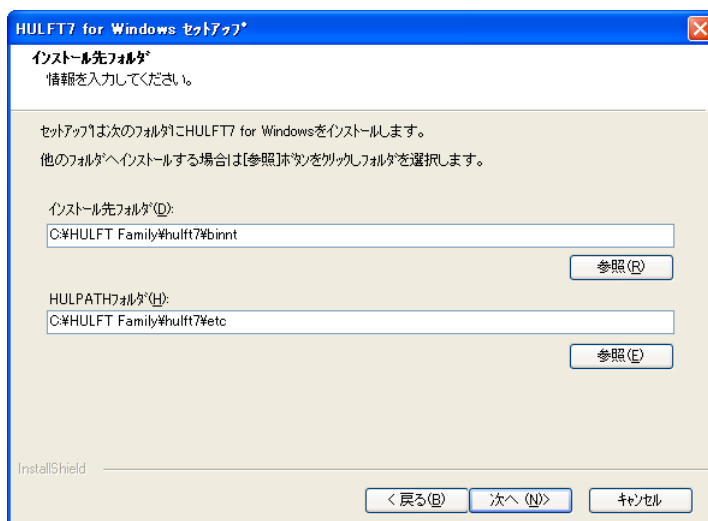 HULFT7 for Windows セットアップ
インストール先フォルダ
情報を入力してください。
セットアップは次のフォルダにHULFT7 for Windowsをインストールします。
他のフォルダへインストールする場合は[参照]ボタンをクリックしフォルダを選択します。
インストール先フォルダ(D):
C:¥HULFT Family¥hulft7¥binnt
参照(R)
HULPATHフォルダ(H):
C:¥HULFT Family¥hulft7¥etc
参照(E)
InstallShield
< 戻る(B)
次へ (N)>
キャンセル